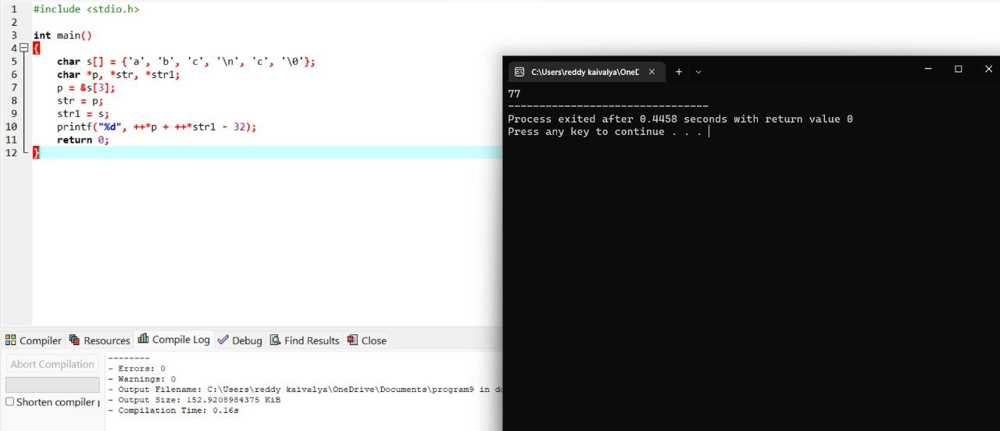 1 #include <stdio.h>
2
3 int main()
4 {
5 char s[] = {'a', 'b', 'c', '\n', 'c', '\0'};
6 char *p, *str, *str1;
7 p = &s[3];
8 str = p;
9 str1 = s;
10 printf("%d", ++*p + ++*str1 - 32);
11 return 0;
12 }
C:\Users\reddy kaivalya\OneD
77
--------------------------------
Process exited after 0.4458 seconds with return value 0
Press any key to continue . . .
Compiler Resources Compile Log Debug Find Results Close
Abort Compilation
Shorten compiler
--------
- Errors: 0
- Warnings: 0
- Output Filename: C:\Users\reddy kaivalya\OneDrive\Documents\program9 in
- Output Size: 152.9208984375 KiB
- Compilation Time: 0.16s